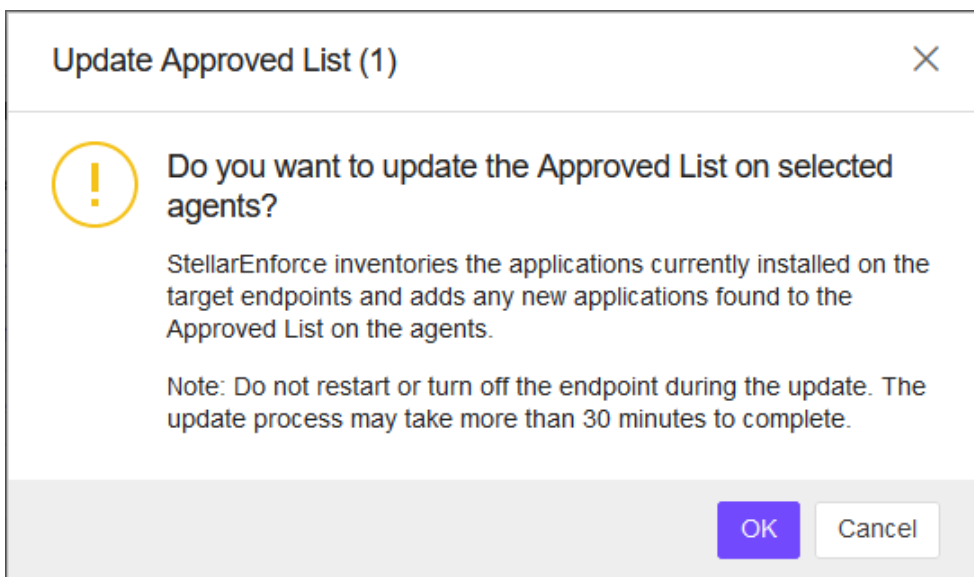 Update Approved List (1)
Do you want to update the Approved List on selected
agents?
StellarEnforce inventories the applications currently installed on the
target endpoints and adds any new applications found to the
Approved List on the agents.
Note: Do not restart or turn off the endpoint during the update. The
update process may take more than 30 minutes to complete.
OK Cancel